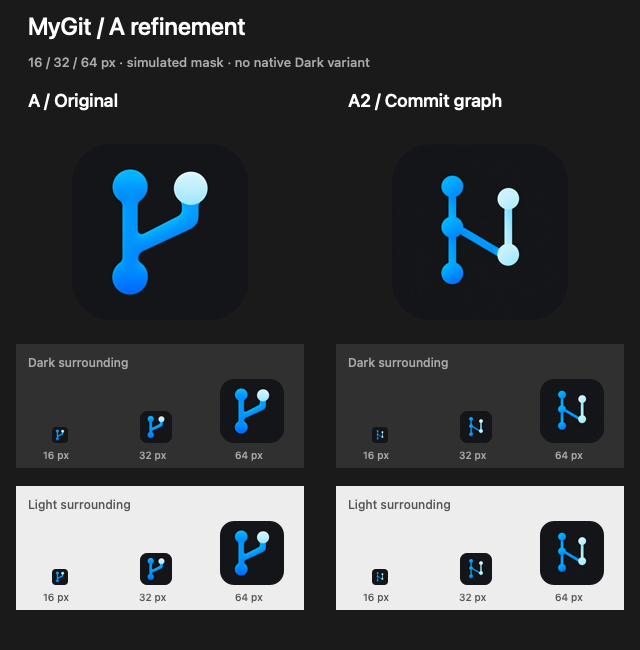 MyGit / A refinement
16 / 32 / 64 px · simulated mask · no native Dark variant
A / Original
A2 / Commit graph
Dark surrounding
16 px
32 px
64 px
Dark surrounding
16 px
32 px
64 px
Light surrounding
16 px
32 px
64 px
Light surrounding
16 px
32 px
64 px